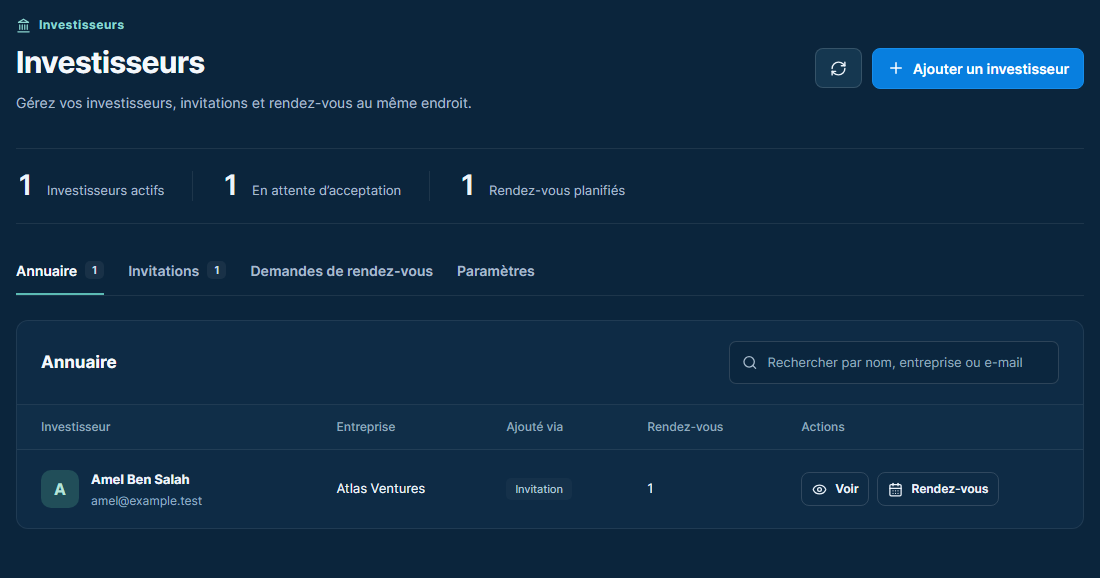 Investisseurs
Investisseurs
Ajouter un investisseur
Gérez vos investisseurs, invitations et rendez-vous au même endroit.
1 Investisseurs actifs 1 En attente d’acceptation 1 Rendez-vous planifiés
Annuaire 1 Invitations 1 Demandes de rendez-vous Paramètres
Annuaire Rechercher par nom, entreprise ou e-mail
Investisseur Entreprise Ajouté via Rendez-vous Actions
A Amel Ben Salah Atlas Ventures Invitation 1 Voir Rendez-vous
amel@example.test